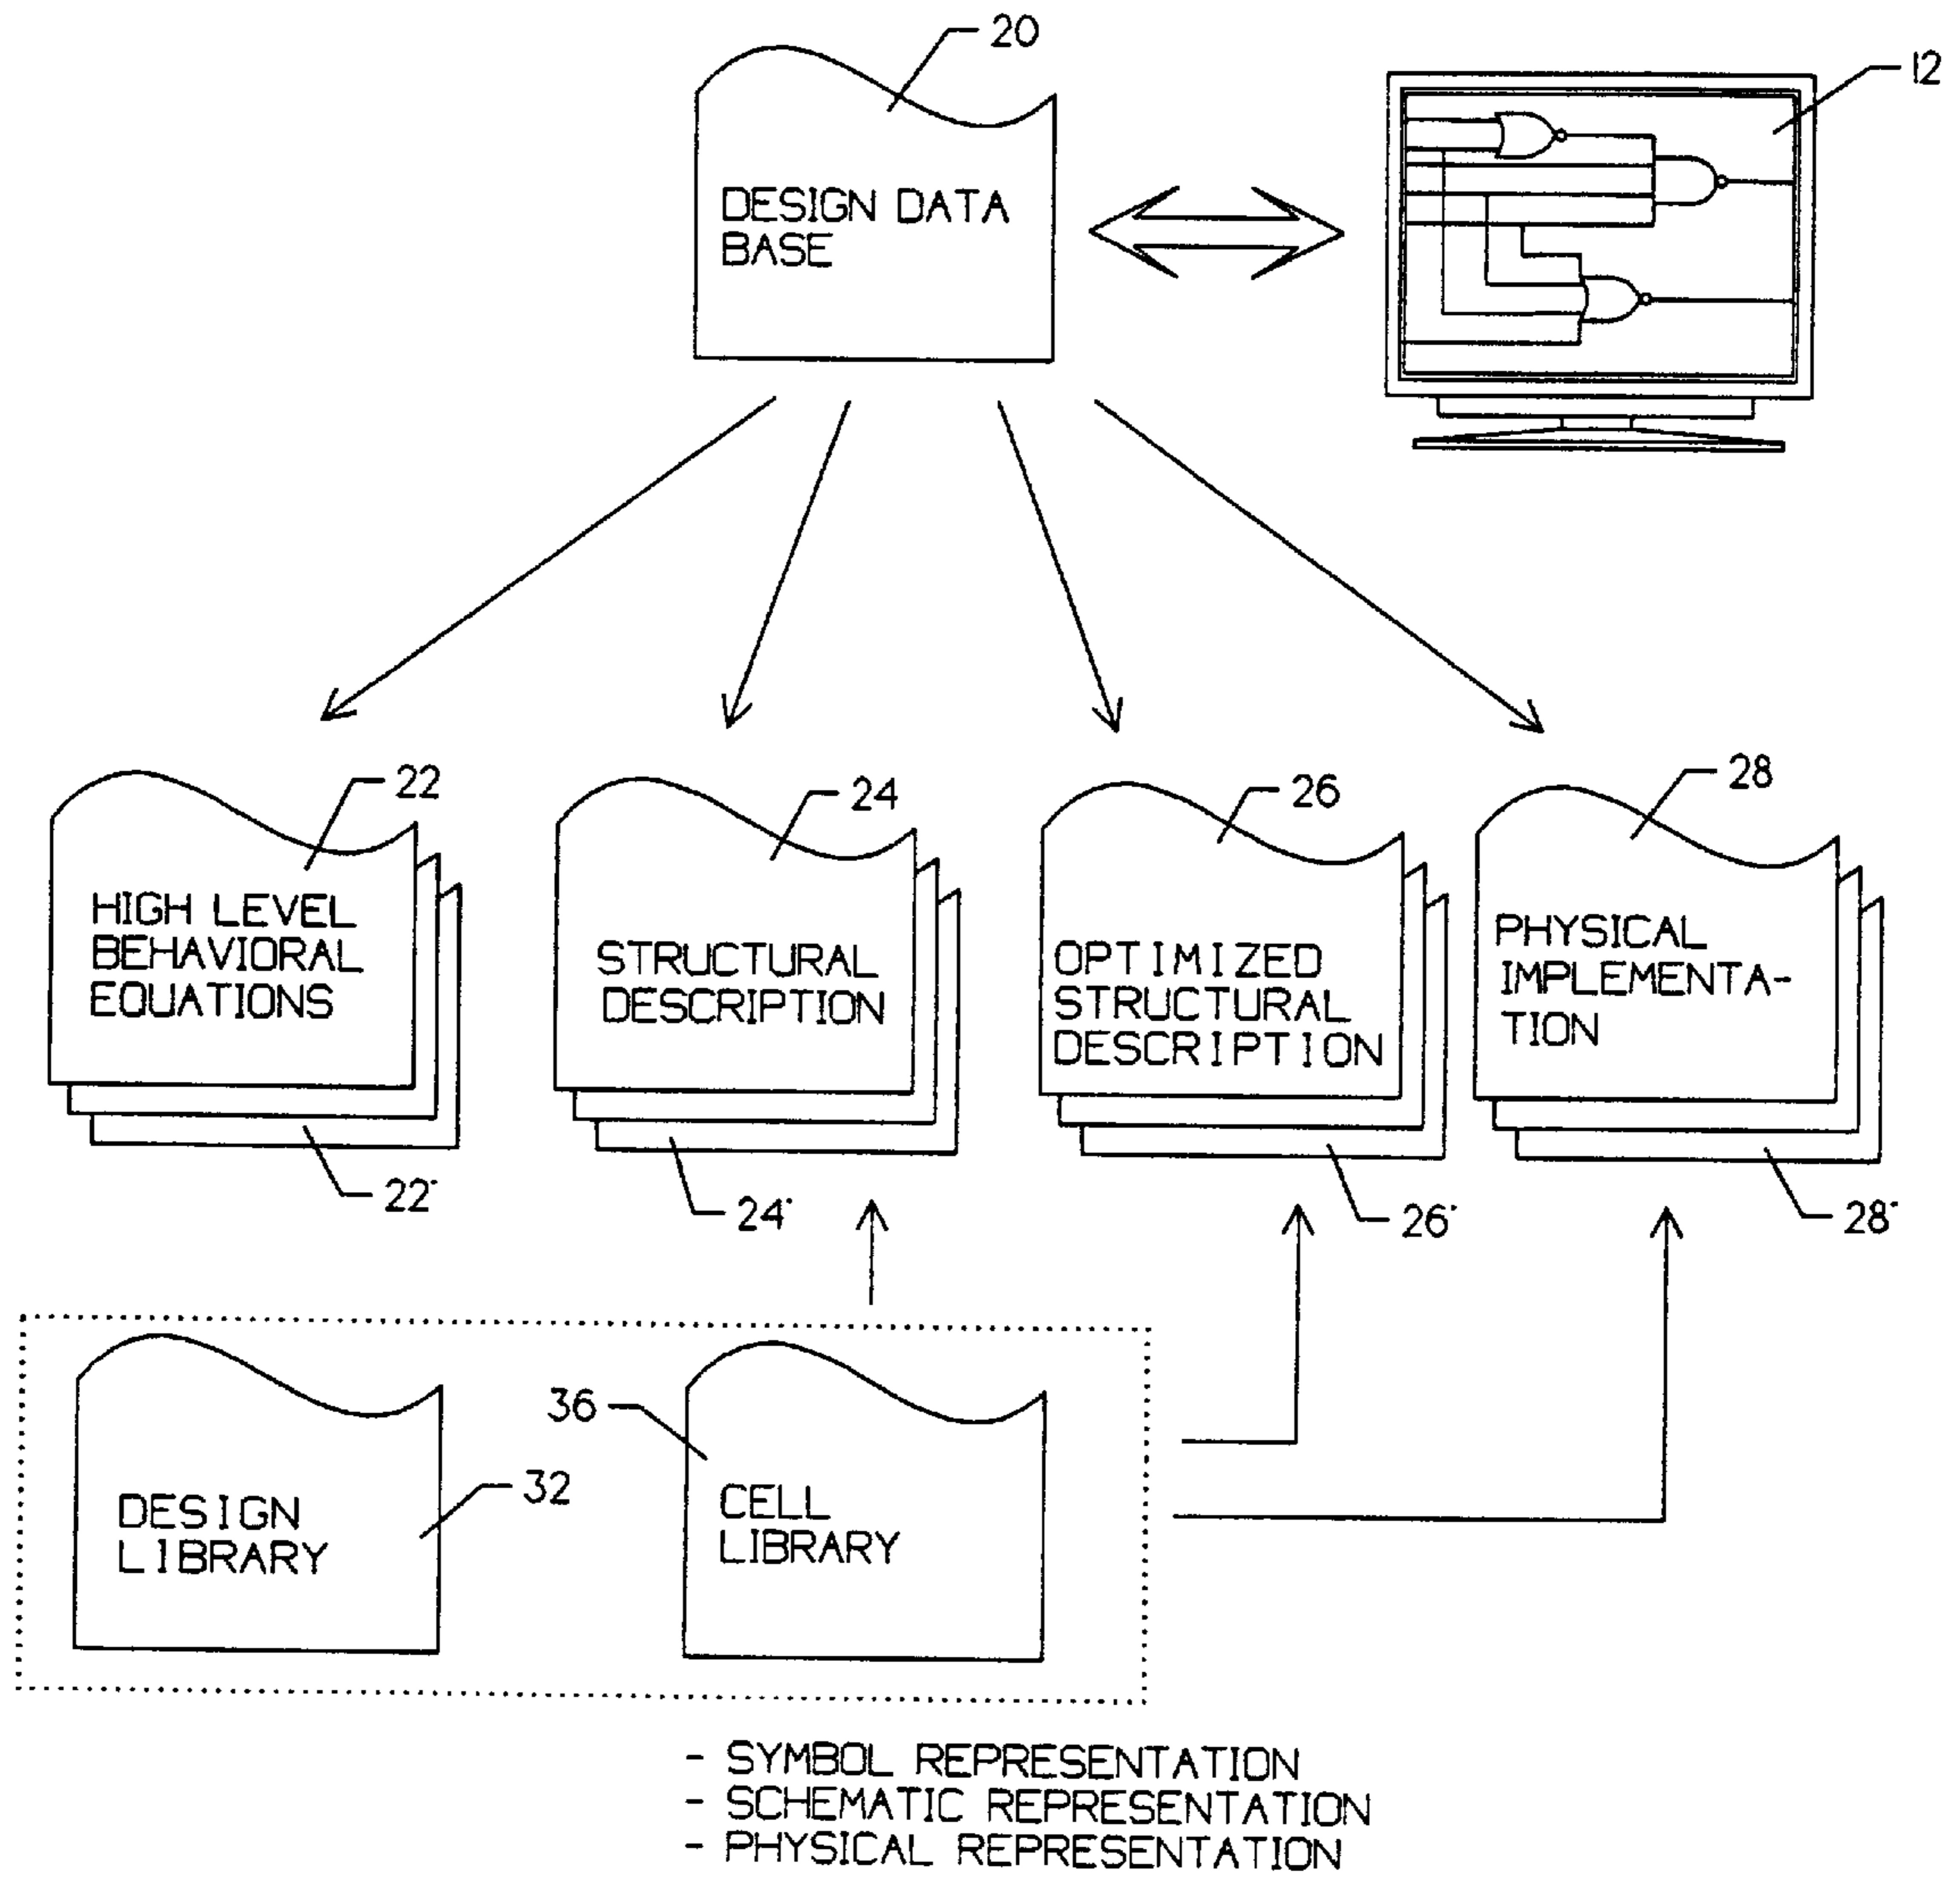 20
12
DESIGN DATA
BASE
22
24
26
28
HIGH LEVEL
BEHAVIORAL
EQUATIONS
STRUCTURAL
DESCRIPTION
OPTIMIZED
STRUCTURAL
DESCRIPTION
PHYSICAL
IMPLEMENTA-
TION
22'
24'
26'
28'
36
32
DESIGN
LIBRARY
CELL
LIBRARY
- SYMBOL REPRESENTATION
- SCHEMATIC REPRESENTATION
- PHYSICAL REPRESENTATION